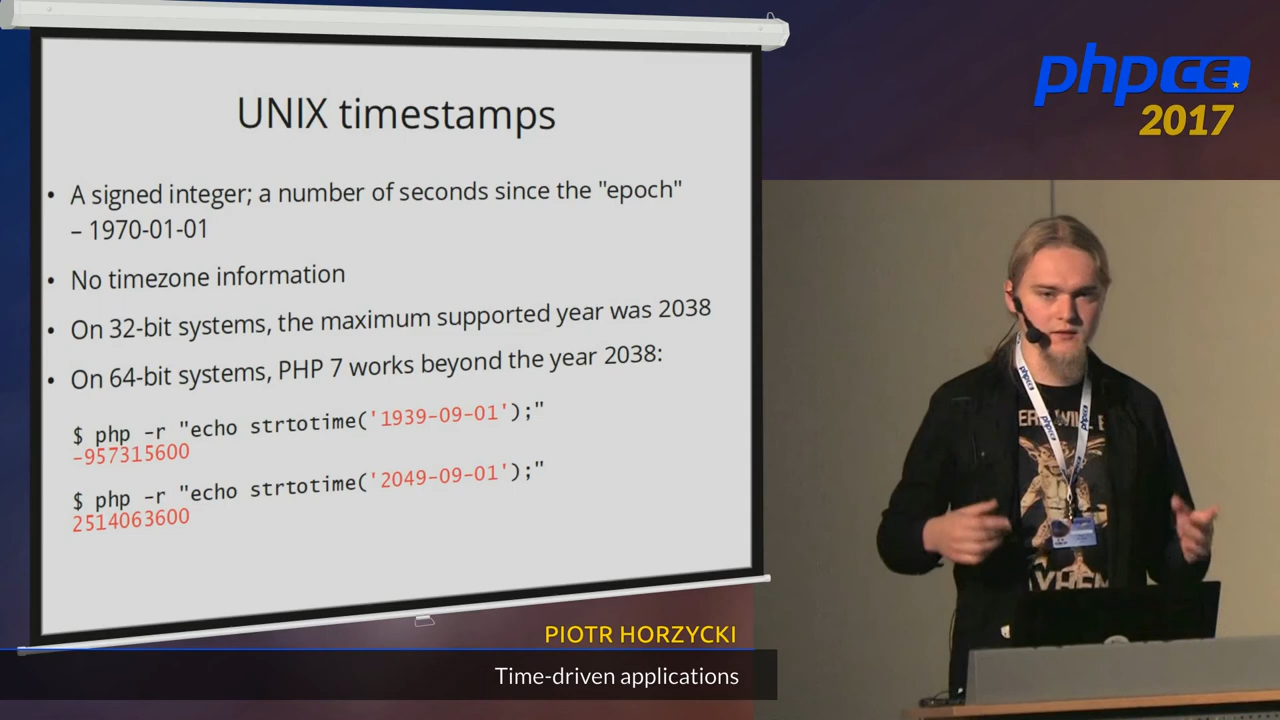 UNIX timestamps
• A signed integer; a number of seconds since the "epoch"
– 1970-01-01
• No timezone information
• On 32-bit systems, the maximum supported year was 2038
• On 64-bit systems, PHP 7 works beyond the year 2038:
$ php -r "echo strtotime('1939-09-01');"
-957315600
$ php -r "echo strtotime('2049-09-01');"
2514063600
PIOTR HORZYCKI
Time-driven applications
phpCE
2017
phpce
phpce
WILL